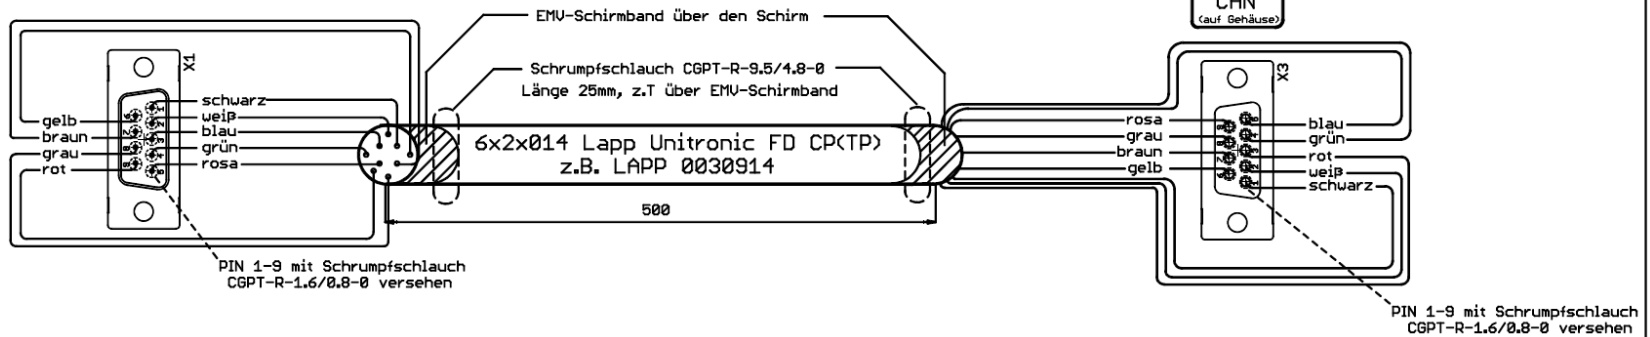 CHN
(auf Gehäuse)
EMV-Schirmband über den Schirm
Schrumpfschlauch CGPT-R-9.5/4.8-0
Länge 25mm, z.T über EMV-Schirmband
X1
schwarz
weiß
blau
grün
rosa
gelb
braun
grau
rot
6x2x014 Lapp Unitronic FD CP(TP)
z.B. LAPP 0030914
500
PIN 1-9 mit Schrumpfschlauch
CGPT-R-1.6/0.8-0 versehen
X3
rosa
grau
braun
gelb
blau
grün
rot
weiß
schwarz
PIN 1-9 mit Schrumpfschlauch
CGPT-R-1.6/0.8-0 versehen